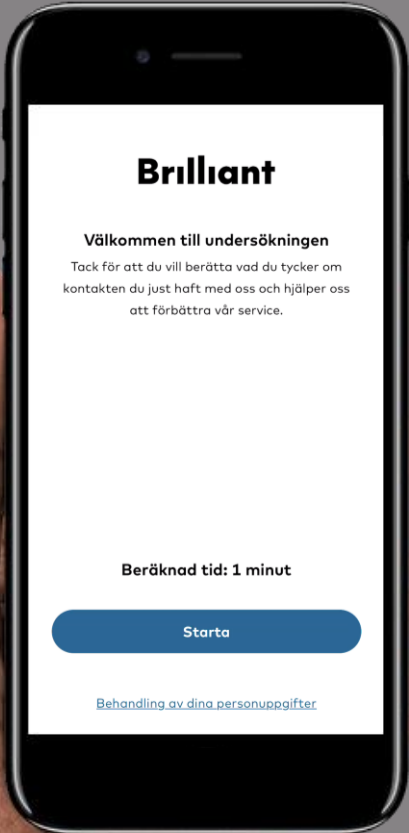 Brilliant
Välkommen till undersökningen
Tack för att du vill berätta vad du tycker om
kontakten du just haft med oss och hjälper oss
att förbättra vår service.
Beräknad tid: 1 minut
Starta
Behandling av dina personuppgifter